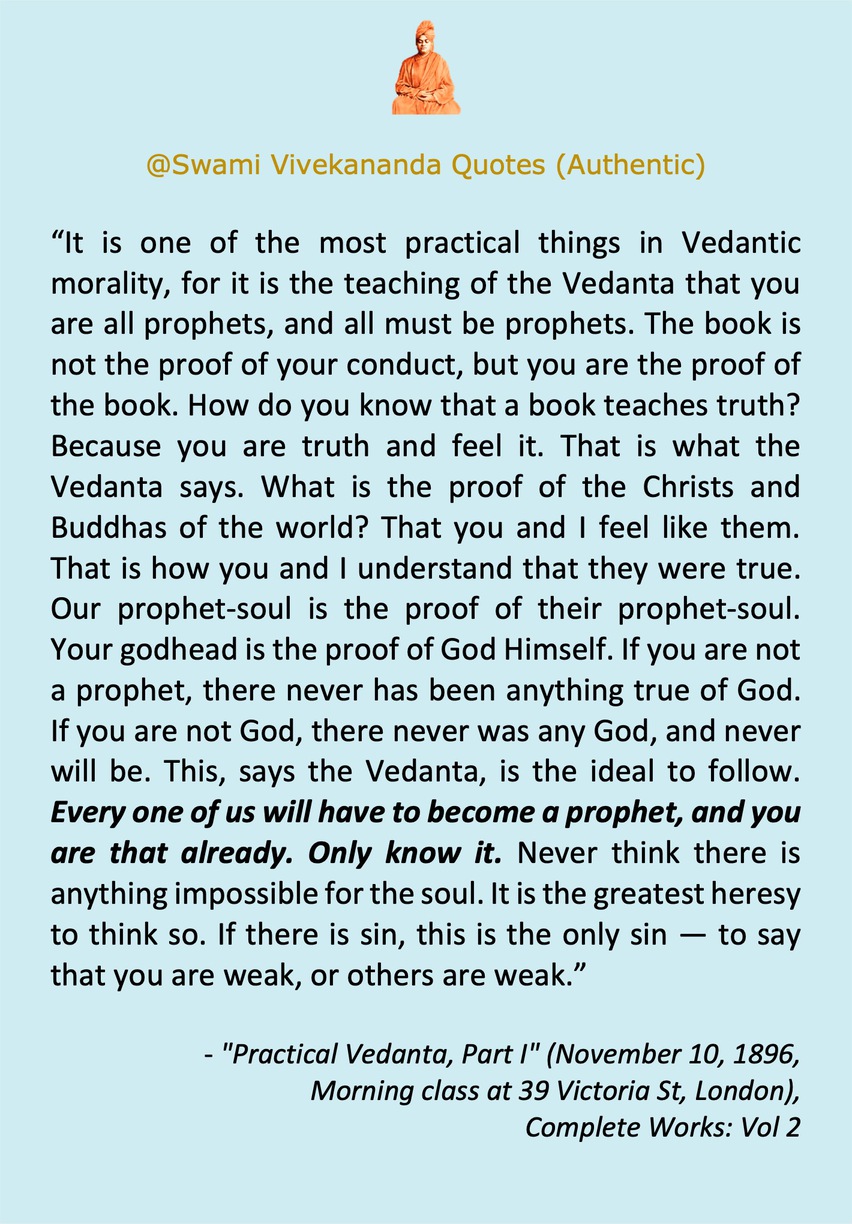 @Swami Vivekananda Quotes (Authentic)
“It is one of the most practical things in Vedantic
morality, for it is the teaching of the Vedanta that you
are all prophets, and all must be prophets. The book is
not the proof of your conduct, but you are the proof of
the book. How do you know that a book teaches truth?
Because you are truth and feel it. That is what the
Vedanta says. What is the proof of the Christs and
Buddhas of the world? That you and I feel like them.
That is how you and I understand that they were true.
Our prophet-soul is the proof of their prophet-soul.
Your godhead is the proof of God Himself. If you are not
a prophet, there never has been anything true of God.
If you are not God, there never was any God, and never
will be. This, says the Vedanta, is the ideal to follow.
Every one of us will have to become a prophet, and you
are that already. Only know it. Never think there is
anything impossible for the soul. It is the greatest heresy
to think so. If there is sin, this is the only sin — to say
that you are weak, or others are weak.”
- "Practical Vedanta, Part I" (November 10, 1896,
Morning class at 39 Victoria St, London),
Complete Works: Vol 2